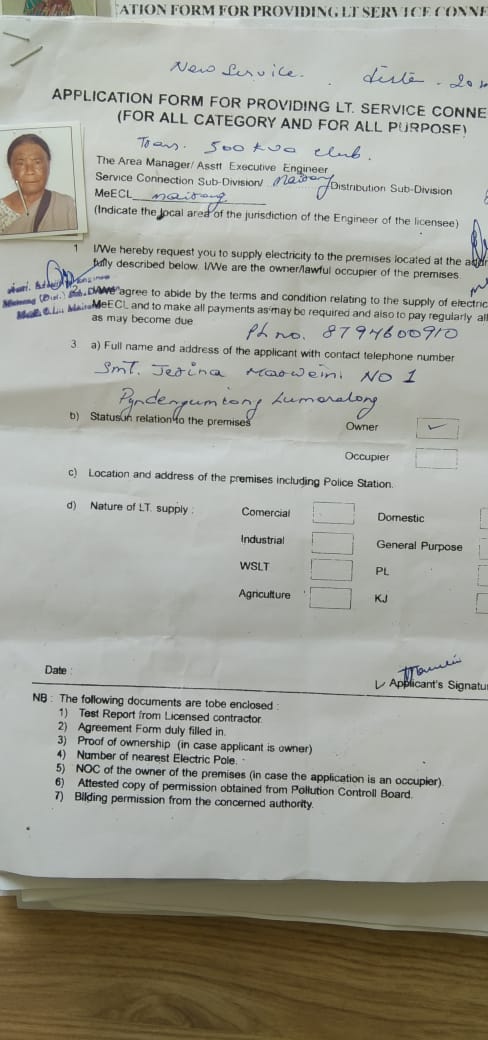 ATION FORM FOR PROVIDING LT SERVICE CONNE
New Service.
APPLICATION FORM FOR PROVIDING LT. SERVICE CONNE
(FOR ALL CATEGORY AND FOR ALL PURPOSE)
Trans. 500 KVA club.
The Area Manager/ Asstt Executive Engineer
Service Connection Sub-Division/ Mairang Distribution Sub-Division
MeECL Mairang
(Indicate the local area of the jurisdiction of the Engineer of the licensee)
1 I/We hereby request you to supply electricity to the premises located at the addr
fully described below. I/We are the owner/lawful occupier of the premises
agree to abide by the terms and condition relating to the supply of electric
MeECL and to make all payments as may be required and also to pay regularly all
as may become due
Ph no. 8794600910
3 a) Full name and address of the applicant with contact telephone number
Smt. Jesina Marwein. NO 1
Pyndengumiong Lumaralong
b) Status in relation to the premises
Owner ✓
Occupier
c) Location and address of the premises including Police Station.
d) Nature of LT. supply : Comercial Domestic
Industrial General Purpose
WSLT PL
Agriculture KJ
Date :
Applicant's Signatu
NB : The following documents are tobe enclosed :
1) Test Report from Licensed contractor
2) Agreement Form duly filled in.
3) Proof of ownership (in case applicant is owner)
4) Number of nearest Electric Pole.
5) NOC of the owner of the premises (in case the application is an occupier).
6) Attested copy of permission obtained from Pollution Controll Board.
7) Bilding permission from the concerned authority.